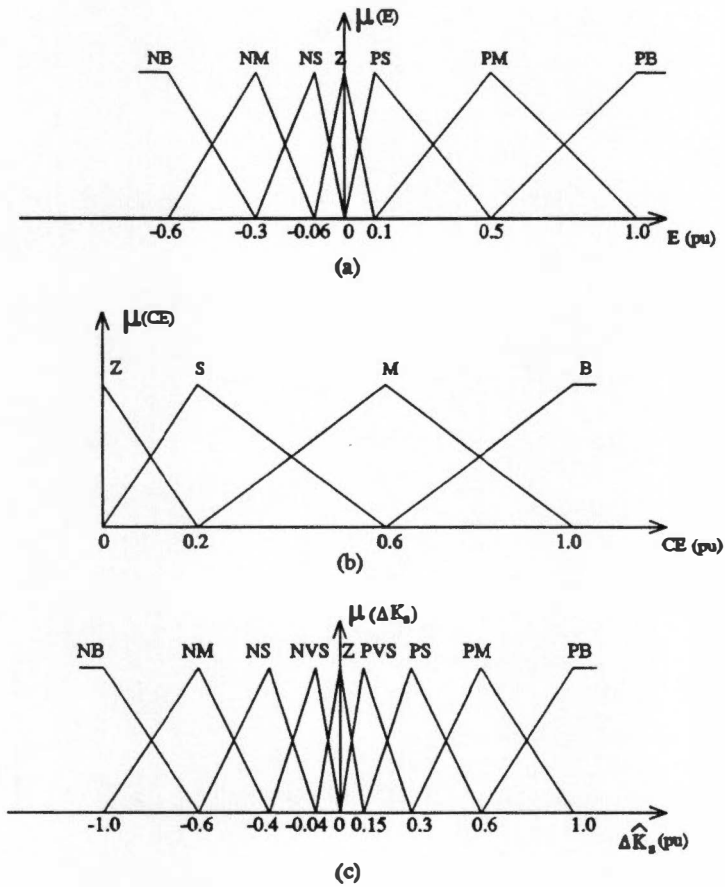 μ(E)
NB NM NS Z PS PM PB
-0.6 -0.3 -0.06 0 0.1 0.5 1.0 E (pu)
(a)
μ(CE)
Z S M B
0 0.2 0.6 1.0 CE (pu)
(b)
μ(ΔKₛ)
NB NM NS NVS Z PVS PS PM PB
-1.0 -0.6 -0.4 -0.04 0 0.15 0.3 0.6 1.0 ΔK̂ₛ (pu)
(c)